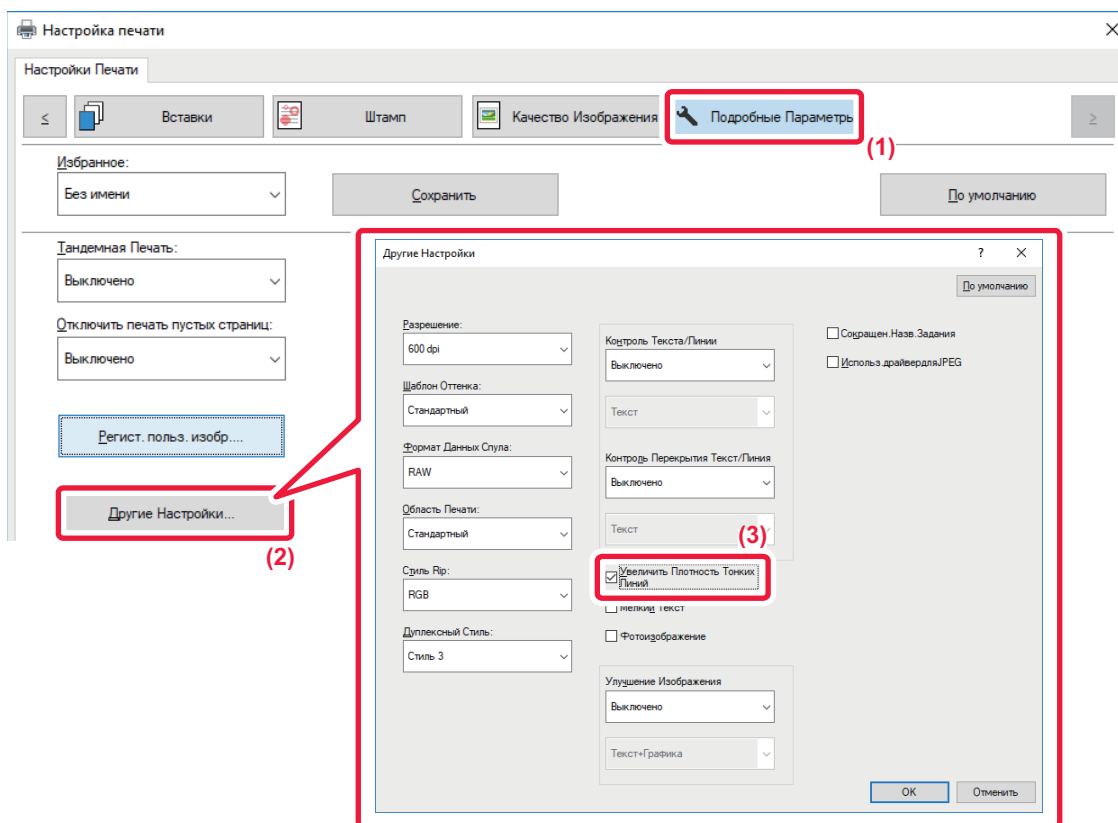 Настройка печати
Настройки Печати
<
Вставки
Штамп
Качество Изображения
Подробные Параметры
>
(1)
Избранное:
Без имени
Сохранить
По умолчанию
Тандемная Печать:
Выключено
Отключить печать пустых страниц:
Выключено
Регист. польз. изобр....
Другие Настройки...
(2)
Другие Настройки
?
По умолчанию
Разрешение:
600 dpi
Шаблон Оттенка:
Стандартный
Формат Данных Спула:
RAW
Область Печати:
Стандартный
Стиль Rip:
RGB
Дуплексный Стиль:
Стиль 3
Контроль Текста/Линии
Выключено
Текст
Контроль Перекрытия Текст/Линия
Выключено
Текст
(3)
Увеличить Плотность Тонких
Линий
Мелкий Текст
Фотоизображение
Улучшение Изображения
Выключено
Текст+Графика
Сокращен.Назв.Задания
Использ.драйвердляJPEG
OK
Отменить